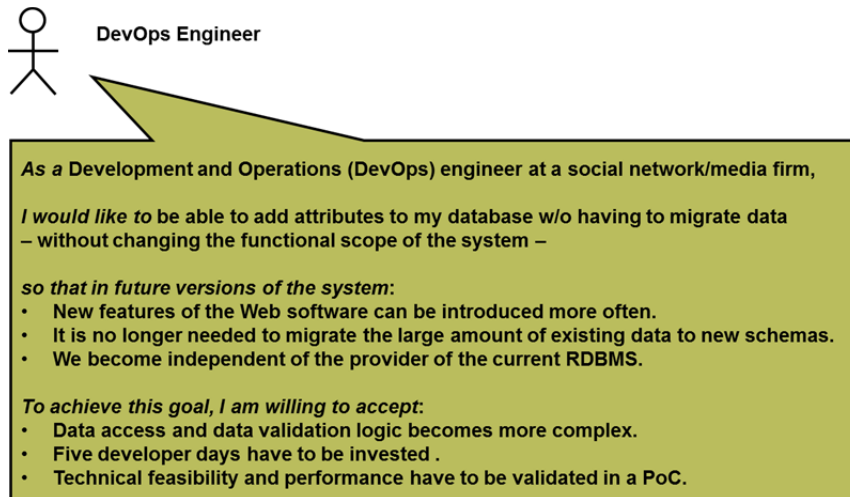 DevOps Engineer
As a Development and Operations (DevOps) engineer at a social network/media firm,
I would like to be able to add attributes to my database w/o having to migrate data
– without changing the functional scope of the system –
so that in future versions of the system:
• New features of the Web software can be introduced more often.
• It is no longer needed to migrate the large amount of existing data to new schemas.
• We become independent of the provider of the current RDBMS.
To achieve this goal, I am willing to accept:
• Data access and data validation logic becomes more complex.
• Five developer days have to be invested .
• Technical feasibility and performance have to be validated in a PoC.